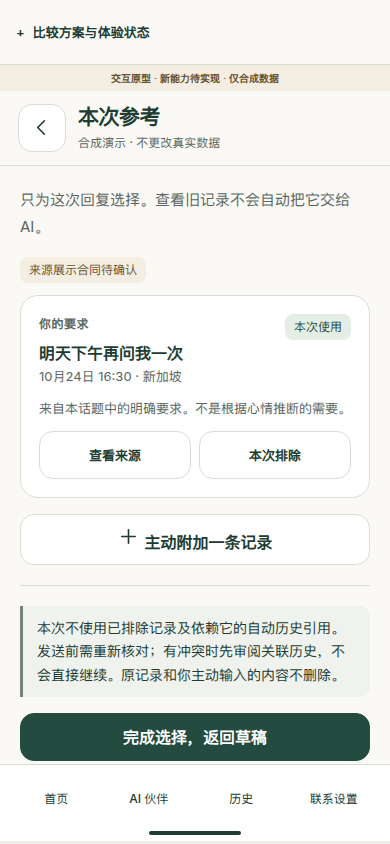 + 比较方案与体验状态
交互原型 · 新能力待实现 · 仅合成数据
本次参考
合成演示 · 不更改真实数据
只为这次回复选择。查看旧记录不会自动把它交给
AI。
来源展示合同待确认
你的要求
本次使用
明天下午再问我一次
10月24日 16:30 · 新加坡
来自本话题中的明确要求。不是根据心情推断的需要。
查看来源
本次排除
+ 主动附加一条记录
本次不使用已排除记录及依赖它的自动历史引用。
发送前需重新核对；有冲突时先审阅关联历史，不
会直接继续。原记录和你主动输入的内容不删除。
完成选择，返回草稿
首页
AI 伙伴
历史
联系设置